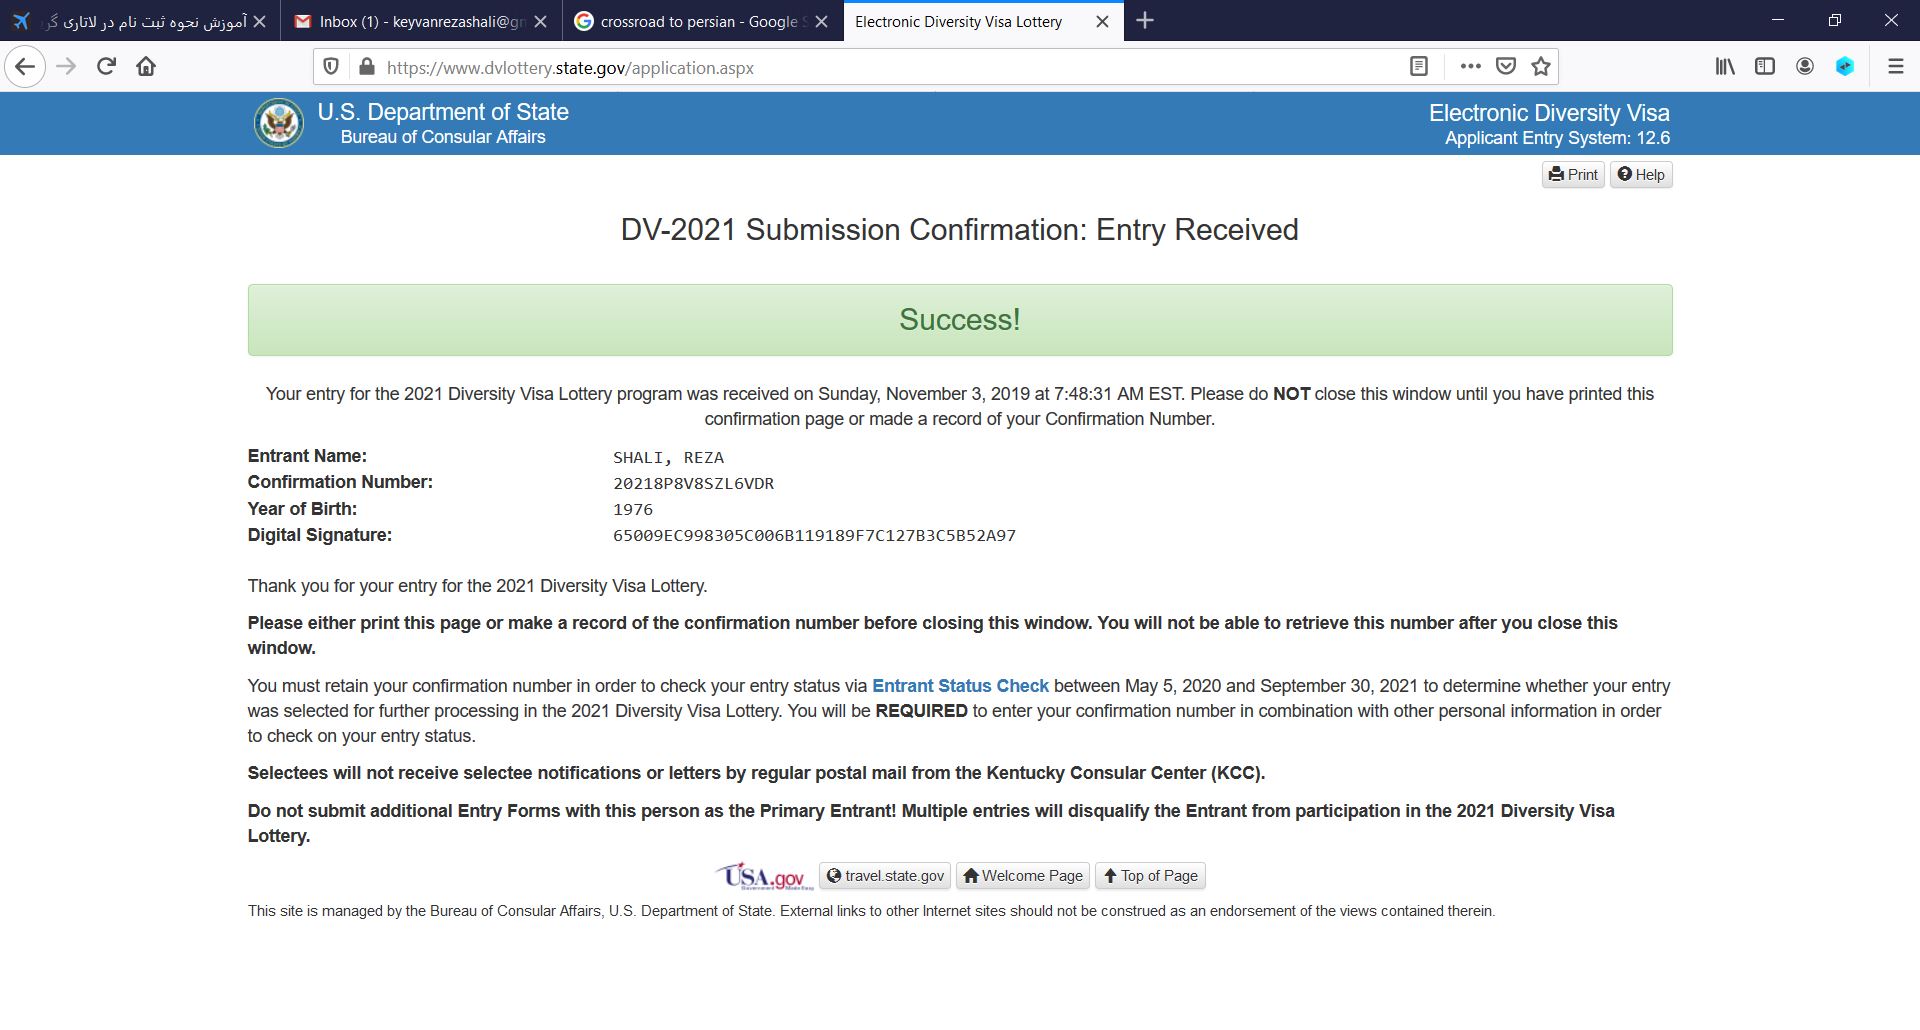 آموزش نحوه ثبت نام در لاتاری گر
Inbox (1) - keyvanrezashali@gm
crossroad to persian - Google S
Electronic Diversity Visa Lottery
https://www.dvlottery.state.gov/application.aspx
U.S. Department of State
Bureau of Consular Affairs
Electronic Diversity Visa
Applicant Entry System: 12.6
Print
Help
DV-2021 Submission Confirmation: Entry Received
Success!
Your entry for the 2021 Diversity Visa Lottery program was received on Sunday, November 3, 2019 at 7:48:31 AM EST. Please do NOT close this window until you have printed this
confirmation page or made a record of your Confirmation Number.
Entrant Name: SHALI, REZA
Confirmation Number: 20218P8V8SZL6VDR
Year of Birth: 1976
Digital Signature: 65009EC998305C006B119189F7C127B3C5B52A97
Thank you for your entry for the 2021 Diversity Visa Lottery.
Please either print this page or make a record of the confirmation number before closing this window. You will not be able to retrieve this number after you close this
window.
You must retain your confirmation number in order to check your entry status via Entrant Status Check between May 5, 2020 and September 30, 2021 to determine whether your entry
was selected for further processing in the 2021 Diversity Visa Lottery. You will be REQUIRED to enter your confirmation number in combination with other personal information in order
to check on your entry status.
Selectees will not receive selectee notifications or letters by regular postal mail from the Kentucky Consular Center (KCC).
Do not submit additional Entry Forms with this person as the Primary Entrant! Multiple entries will disqualify the Entrant from participation in the 2021 Diversity Visa
Lottery.
USA.gov
Government Made Easy
travel.state.gov
Welcome Page
Top of Page
This site is managed by the Bureau of Consular Affairs, U.S. Department of State. External links to other Internet sites should not be construed as an endorsement of the views contained therein.